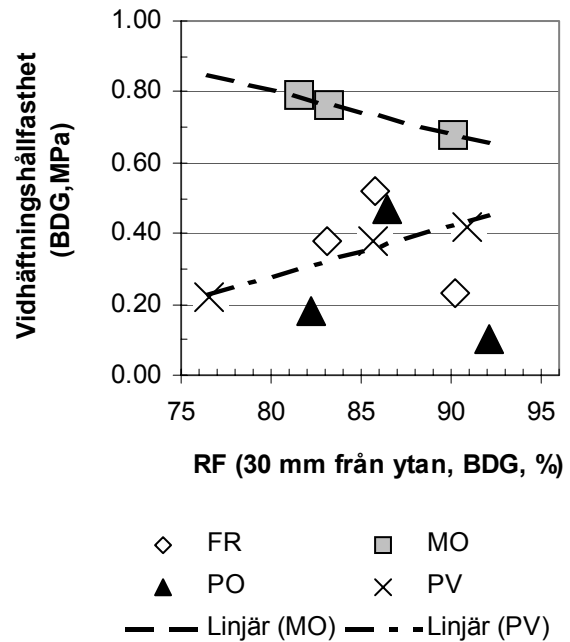 1.00
0.80
0.60
0.40
0.20
0.00
Vidhäftningshållfasthet
(BDG,MPa)
75 80 85 90 95
RF (30 mm från ytan, BDG, %)
FR MO
PO PV
Linjär (MO) Linjär (PV)